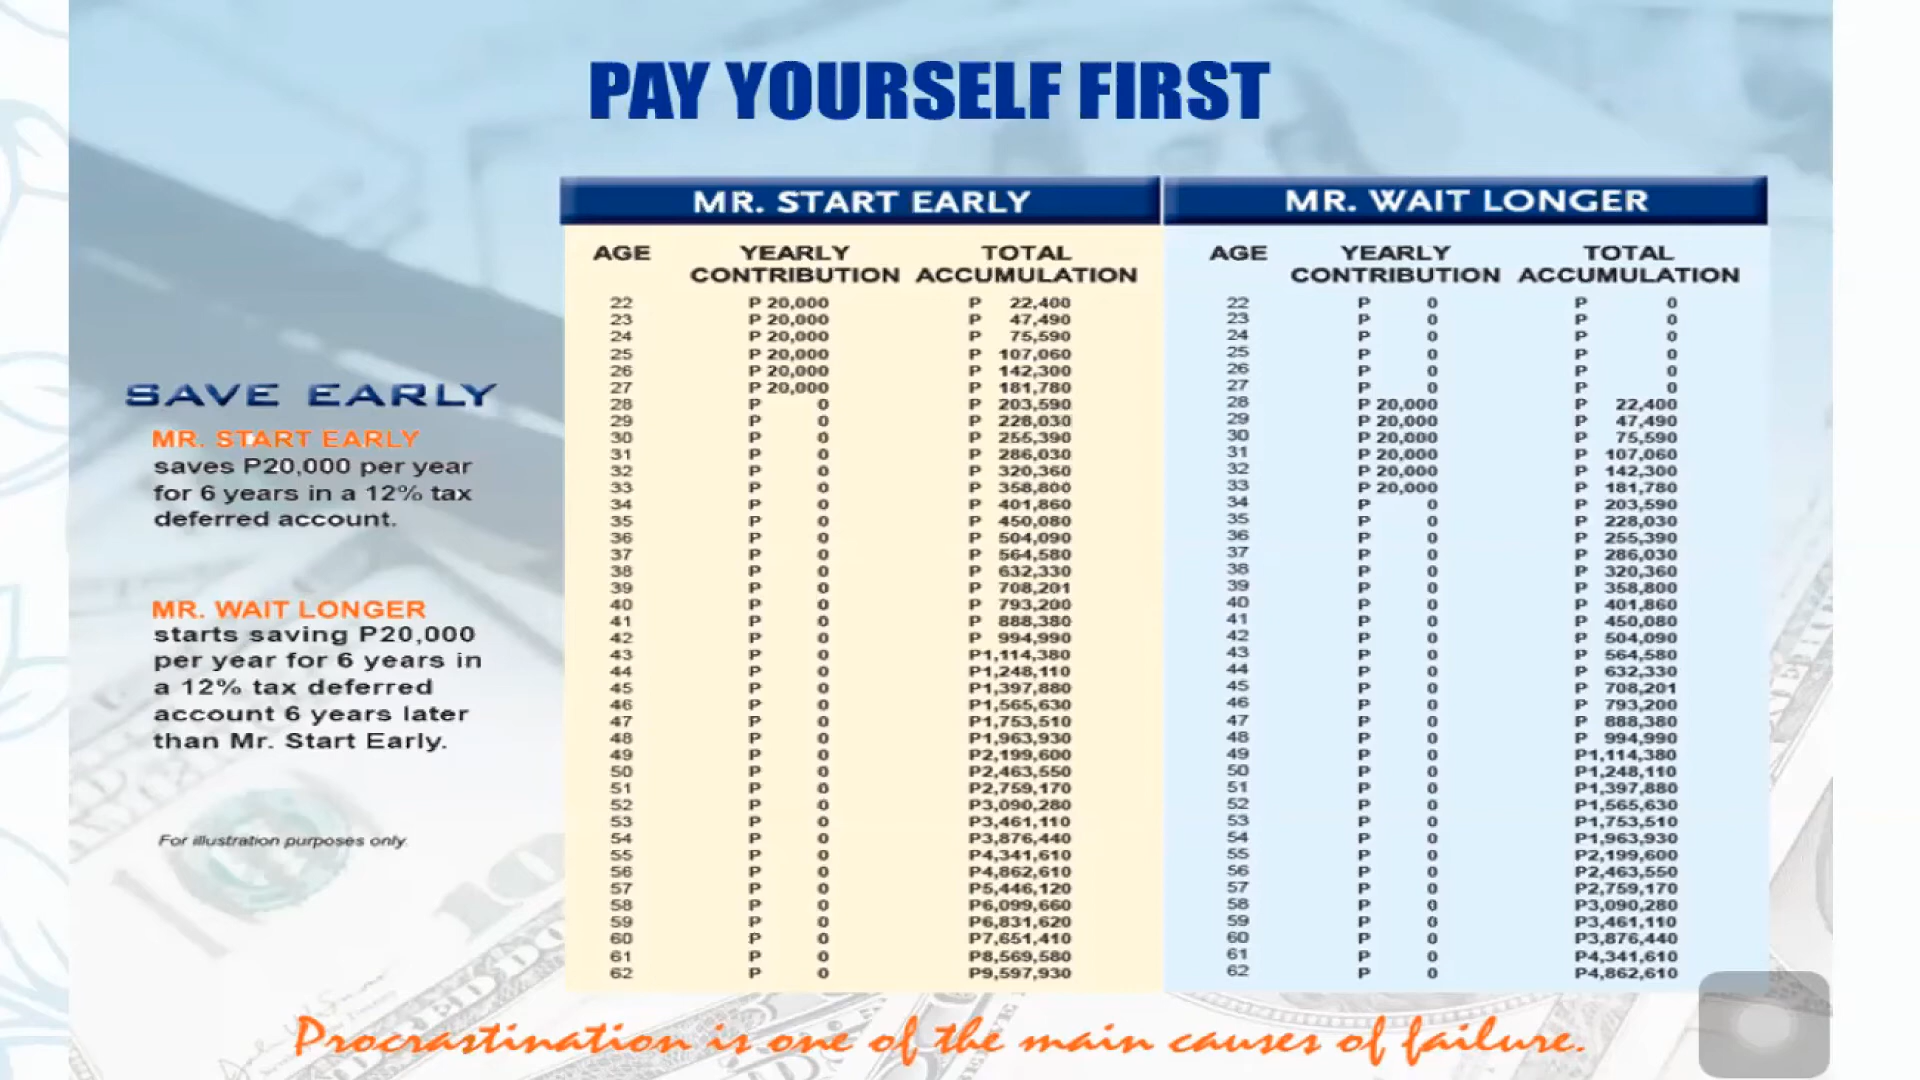 PAY YOURSELF FIRST
SAVE EARLY
MR. START EARLY
saves P20,000 per year
for 6 years in a 12% tax
deferred account.
MR. WAIT LONGER
starts saving P20,000
per year for 6 years in
a 12% tax deferred
account 6 years later
than Mr. Start Early.
For illustration purposes only.
MR. START EARLY
AGE YEARLY CONTRIBUTION TOTAL ACCUMULATION
22 P 20,000 P 22,400
23 P 20,000 P 47,490
24 P 20,000 P 75,590
25 P 20,000 P 107,060
26 P 20,000 P 142,300
27 P 20,000 P 181,780
28 P 0 P 203,590
29 P 0 P 228,030
30 P 0 P 255,390
31 P 0 P 286,030
32 P 0 P 320,360
33 P 0 P 358,800
34 P 0 P 401,860
35 P 0 P 450,080
36 P 0 P 504,090
37 P 0 P 564,580
38 P 0 P 632,330
39 P 0 P 708,201
40 P 0 P 793,200
41 P 0 P 888,380
42 P 0 P 994,990
43 P 0 P1,114,380
44 P 0 P1,248,110
45 P 0 P1,397,880
46 P 0 P1,565,630
47 P 0 P1,753,510
48 P 0 P1,963,930
49 P 0 P2,199,600
50 P 0 P2,463,550
51 P 0 P2,759,170
52 P 0 P3,090,280
53 P 0 P3,461,110
54 P 0 P3,876,440
55 P 0 P4,341,610
56 P 0 P4,862,610
57 P 0 P5,446,120
58 P 0 P6,099,660
59 P 0 P6,831,620
60 P 0 P7,651,410
61 P 0 P8,569,580
62 P 0 P9,597,930
MR. WAIT LONGER
AGE YEARLY CONTRIBUTION TOTAL ACCUMULATION
22 P 0 P 0
23 P 0 P 0
24 P 0 P 0
25 P 0 P 0
26 P 0 P 0
27 P 0 P 0
28 P 20,000 P 22,400
29 P 20,000 P 47,490
30 P 20,000 P 75,590
31 P 20,000 P 107,060
32 P 20,000 P 142,300
33 P 20,000 P 181,780
34 P 0 P 203,590
35 P 0 P 228,030
36 P 0 P 255,390
37 P 0 P 286,030
38 P 0 P 320,360
39 P 0 P 358,800
40 P 0 P 401,860
41 P 0 P 450,080
42 P 0 P 504,090
43 P 0 P 564,580
44 P 0 P 632,330
45 P 0 P 708,201
46 P 0 P 793,200
47 P 0 P 888,380
48 P 0 P 994,990
49 P 0 P1,114,380
50 P 0 P1,248,110
51 P 0 P1,397,880
52 P 0 P1,565,630
53 P 0 P1,753,510
54 P 0 P1,963,930
55 P 0 P2,199,600
56 P 0 P2,463,550
57 P 0 P2,759,170
58 P 0 P3,090,280
59 P 0 P3,461,110
60 P 0 P3,876,440
61 P 0 P4,341,610
62 P 0 P4,862,610
Procrastination is one of the main causes of failure.